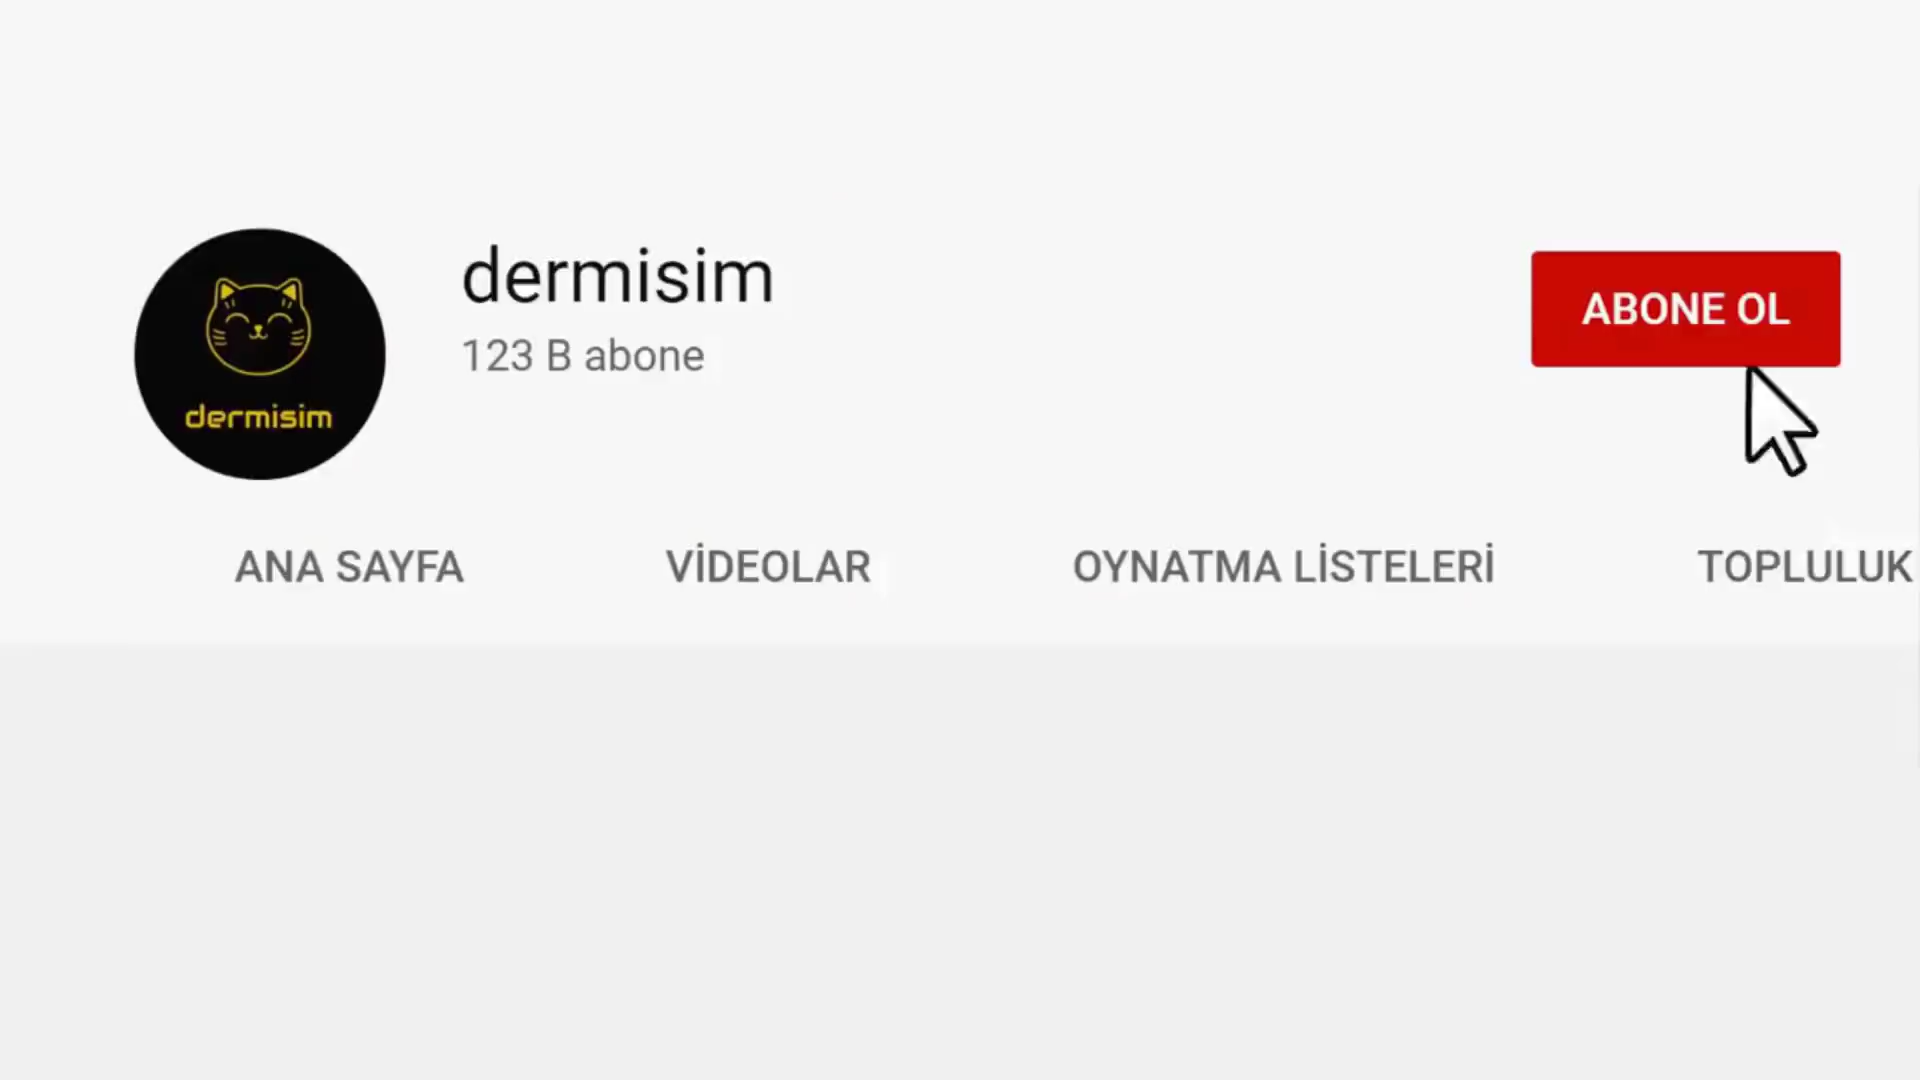 dermisim
123 B abone
ABONE OL
dermisim
ANA SAYFA
VİDEOLAR
OYNATMA LİSTELERİ
TOPLULUK